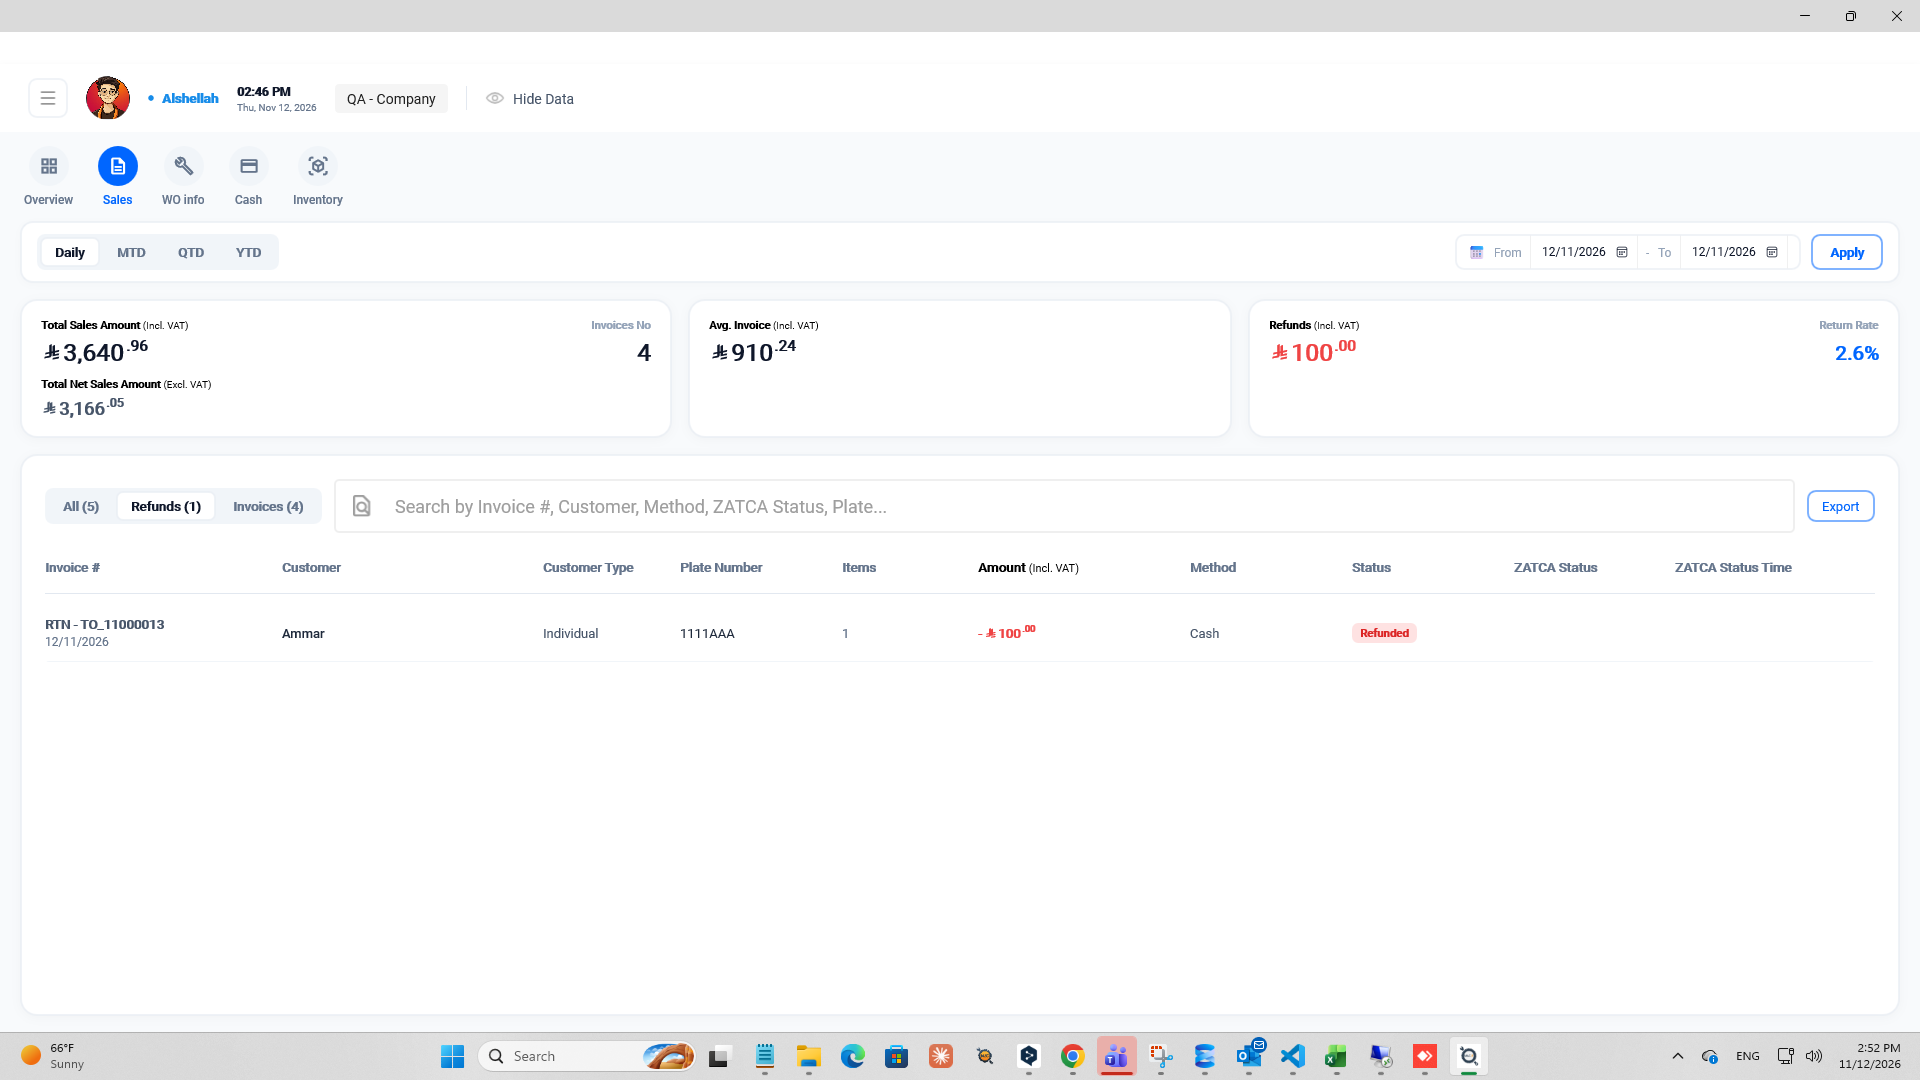 Alshellah
02:46 PM
Thu, Nov 12, 2026
QA - Company
Hide Data
Overview
Sales
WO info
Cash
Inventory
Daily MTD QTD YTD
From 12/11/2026 - To 12/11/2026 Apply
Total Sales Amount (Incl. VAT) Invoices No
3,640.96 4
Total Net Sales Amount (Excl. VAT)
3,166.05
Avg. Invoice (Incl. VAT)
910.24
Refunds (Incl. VAT) Return Rate
100.00 2.6%
All (5) Refunds (1) Invoices (4) Search by Invoice #, Customer, Method, ZATCA Status, Plate... Export
Invoice # Customer Customer Type Plate Number Items Amount (Incl. VAT) Method Status ZATCA Status ZATCA Status Time
RTN - TO_11000013
12/11/2026
Ammar Individual 1111AAA 1 - 100.00 Cash Refunded
66°F
Sunny
Search
ENG
2:52 PM
11/12/2026